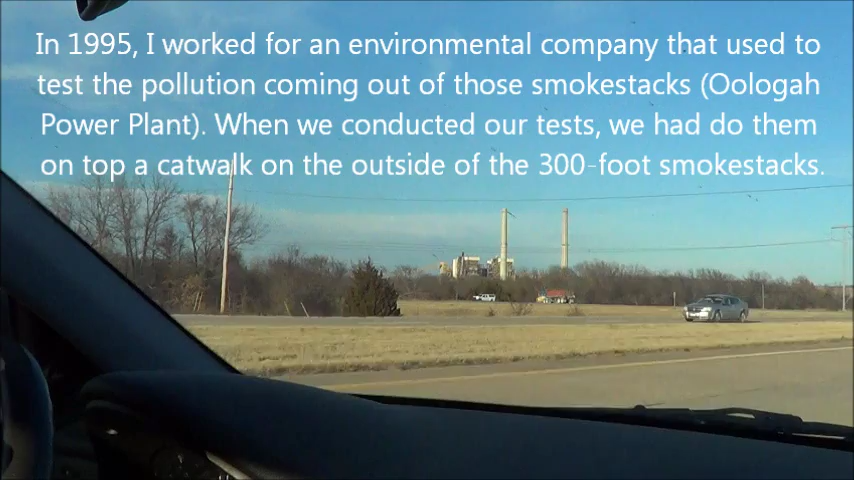 In 1995, I worked for an environmental company that used to
test the pollution coming out of those smokestacks (Oologah
Power Plant). When we conducted our tests, we had do them
on top a catwalk on the outside of the 300-foot smokestacks.